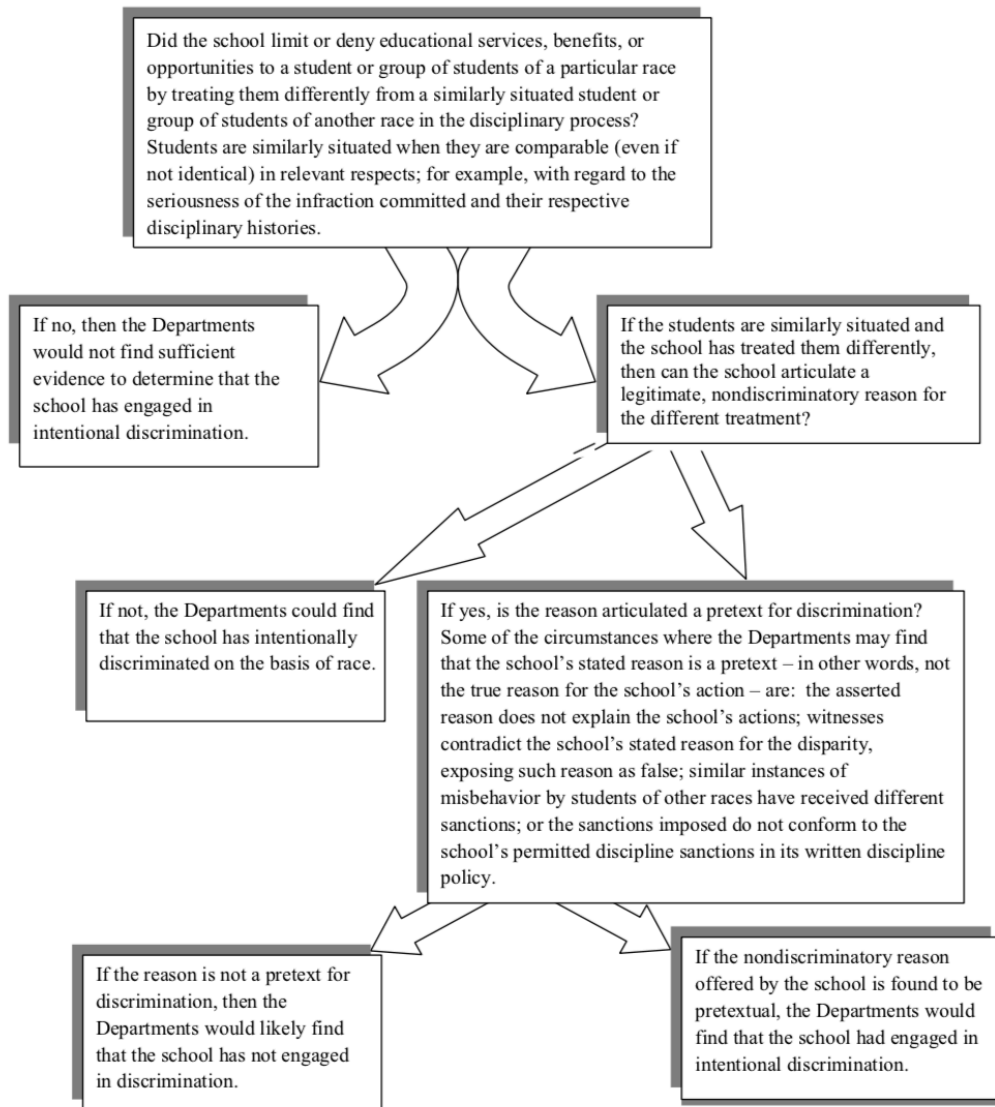 Did the school limit or deny educational services, benefits, or
opportunities to a student or group of students of a particular race
by treating them differently from a similarly situated student or
group of students of another race in the disciplinary process?
Students are similarly situated when they are comparable (even if
not identical) in relevant respects; for example, with regard to the
seriousness of the infraction committed and their respective
disciplinary histories.
If no, then the Departments
would not find sufficient
evidence to determine that the
school has engaged in
intentional discrimination.
If the students are similarly situated and
the school has treated them differently,
then can the school articulate a
legitimate, nondiscriminatory reason for
the different treatment?
If not, the Departments could find
that the school has intentionally
discriminated on the basis of race.
If yes, is the reason articulated a pretext for discrimination?
Some of the circumstances where the Departments may find
that the school’s stated reason is a pretext – in other words, not
the true reason for the school’s action – are:  the asserted
reason does not explain the school’s actions; witnesses
contradict the school’s stated reason for the disparity,
exposing such reason as false; similar instances of
misbehavior by students of other races have received different
sanctions; or the sanctions imposed do not conform to the
school’s permitted discipline sanctions in its written discipline
policy.
If the reason is not a pretext for
discrimination, then the
Departments would likely find
that the school has not engaged
in discrimination.
If the nondiscriminatory reason
offered by the school is found to be
pretextual, the Departments would
find that the school had engaged in
intentional discrimination.